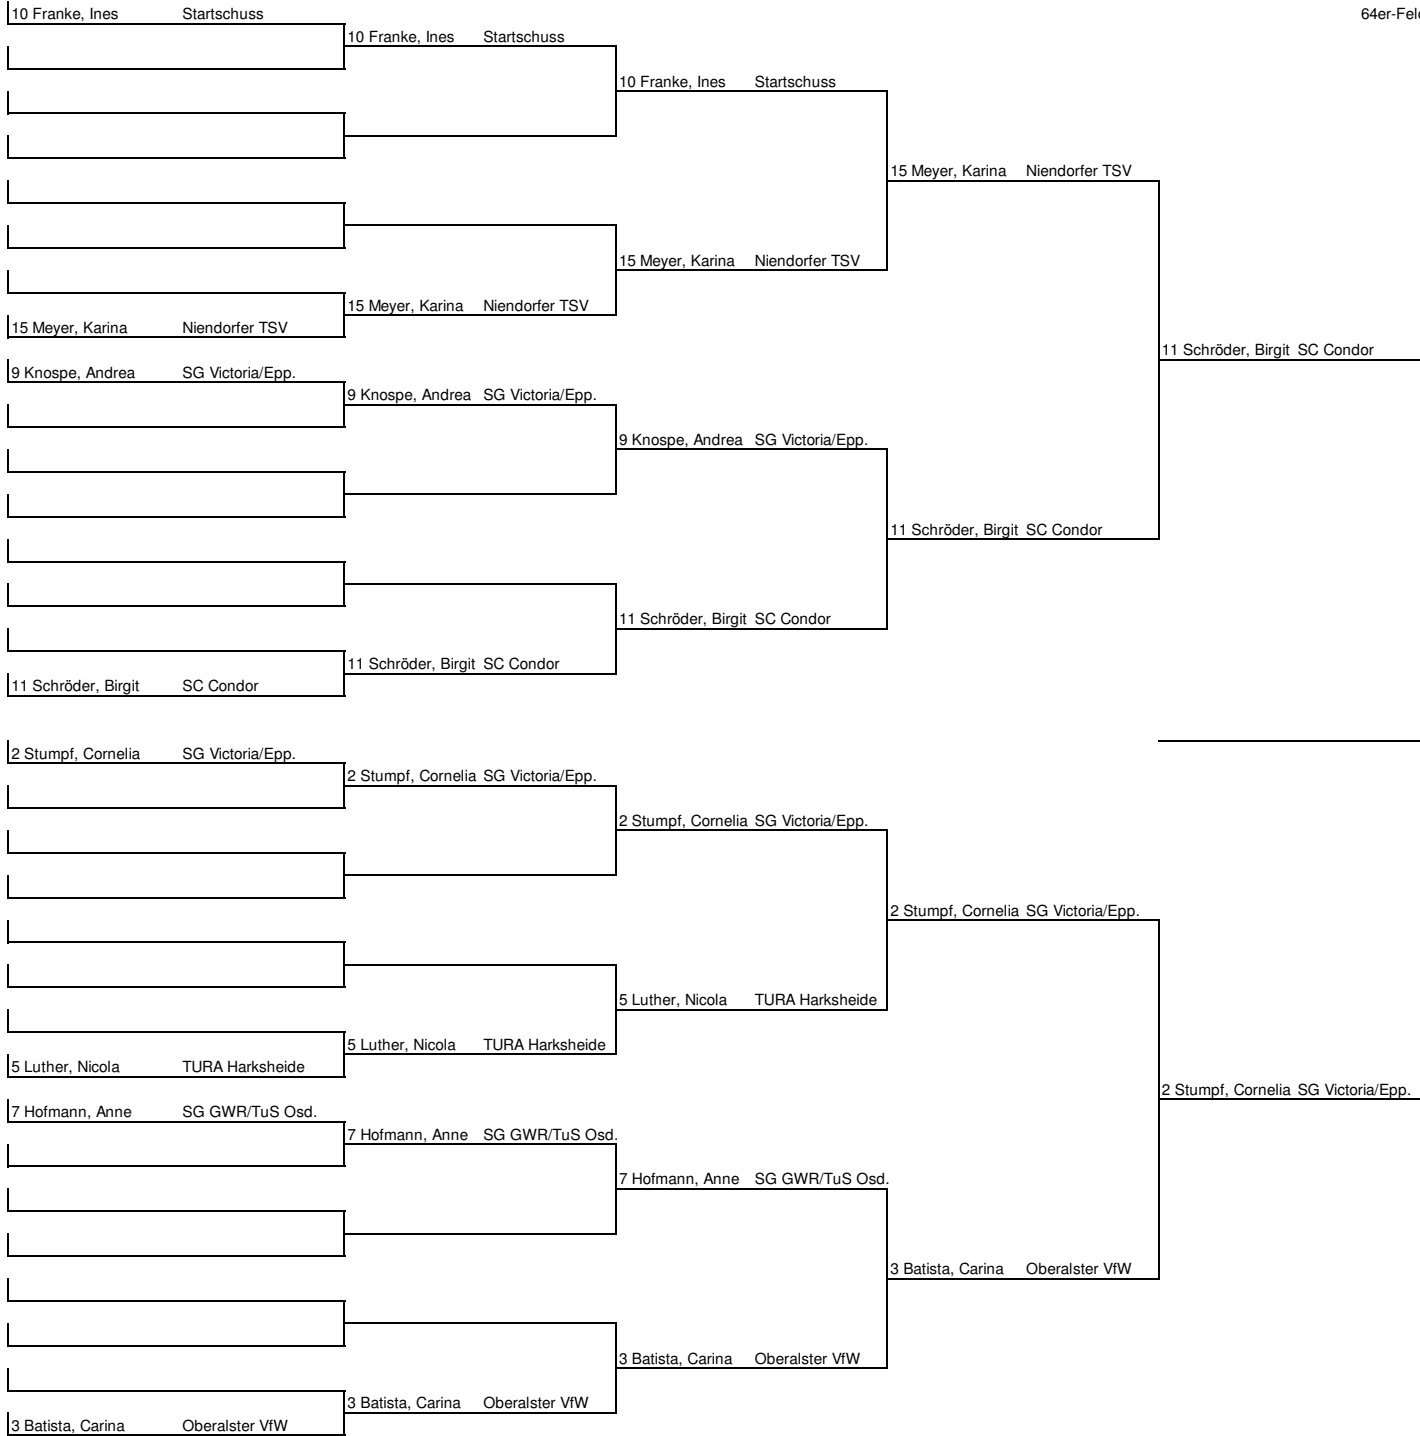 10 Franke, Ines Startschuss
64er-Feld
10 Franke, Ines Startschuss
10 Franke, Ines Startschuss
15 Meyer, Karina Niendorfer TSV
15 Meyer, Karina Niendorfer TSV
15 Meyer, Karina Niendorfer TSV
15 Meyer, Karina Niendorfer TSV
11 Schröder, Birgit SC Condor
9 Knospe, Andrea SG Victoria/Epp.
9 Knospe, Andrea SG Victoria/Epp.
9 Knospe, Andrea SG Victoria/Epp.
11 Schröder, Birgit SC Condor
11 Schröder, Birgit SC Condor
11 Schröder, Birgit SC Condor
11 Schröder, Birgit SC Condor
2 Stumpf, Cornelia SG Victoria/Epp.
2 Stumpf, Cornelia SG Victoria/Epp.
2 Stumpf, Cornelia SG Victoria/Epp.
2 Stumpf, Cornelia SG Victoria/Epp.
5 Luther, Nicola TURA Harksheide
5 Luther, Nicola TURA Harksheide
5 Luther, Nicola TURA Harksheide
2 Stumpf, Cornelia SG Victoria/Epp.
7 Hofmann, Anne SG GWR/TuS Osd.
7 Hofmann, Anne SG GWR/TuS Osd.
7 Hofmann, Anne SG GWR/TuS Osd.
3 Batista, Carina Oberalster VfW
3 Batista, Carina Oberalster VfW
3 Batista, Carina Oberalster VfW
3 Batista, Carina Oberalster VfW